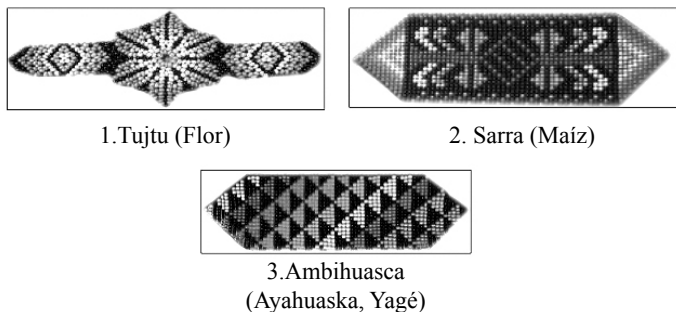 1.Tujtu (Flor)
2. Sarra (Maíz)
3.Ambihuasca
(Ayahuaska, Yagé)